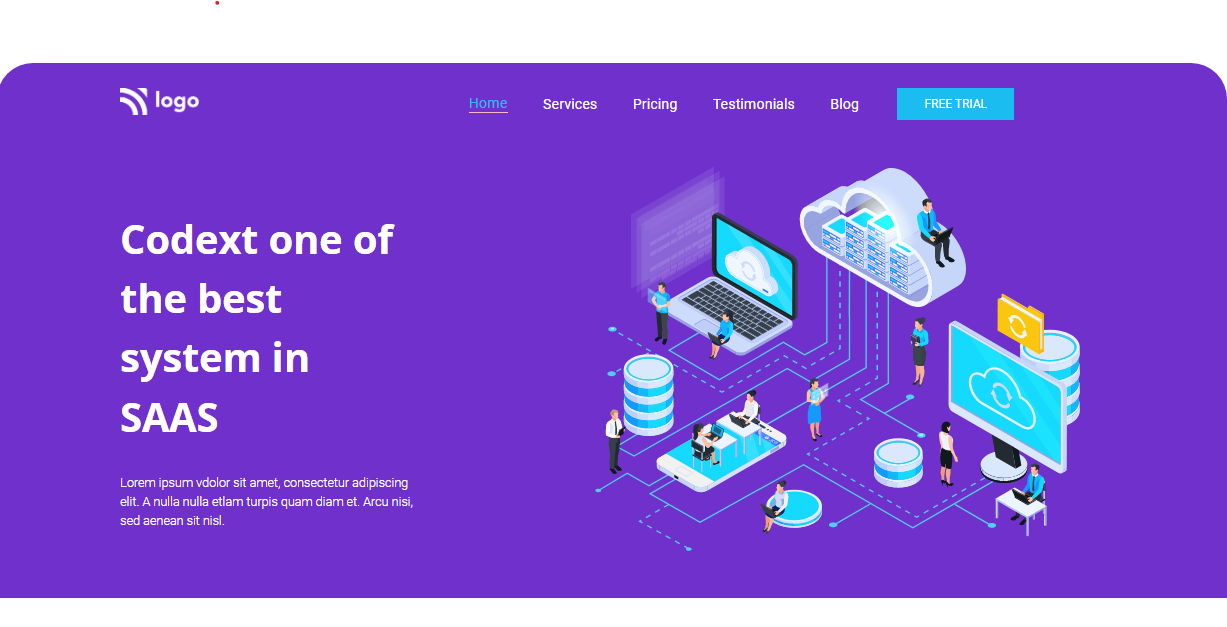 logo
Home Services Pricing Testimonials Blog FREE TRIAL
Codext one of
the best
system in
SAAS
Lorem ipsum vdolor sit amet, consectetur adipiscing
elit. A nulla nulla etlam turpis quam diam et. Arcu nisi,
sed aenean sit nisl.